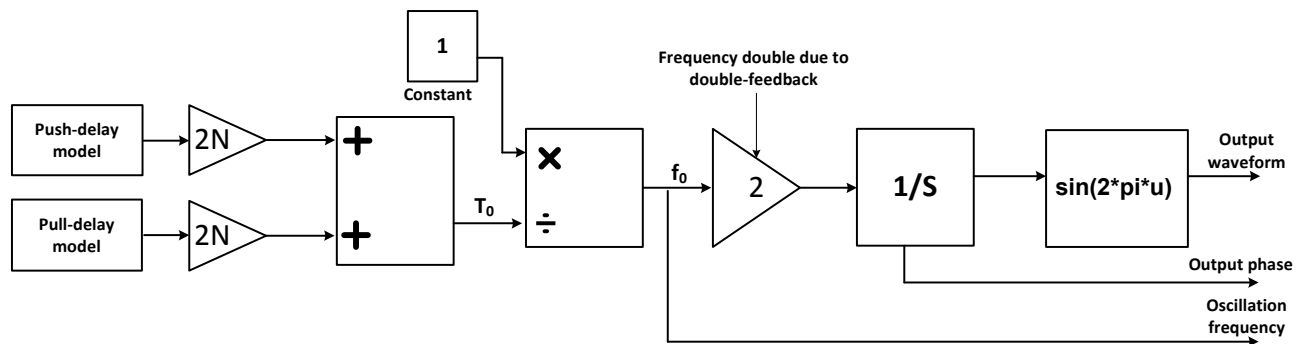 1
Constant
Frequency double due to
double-feedback
Push-delay
model
2N
+
×
Pull-delay
model
2N
+
T₀
÷
f₀
2
1/S
sin(2*pi*u)
Output
waveform
Output phase
Oscillation
frequency